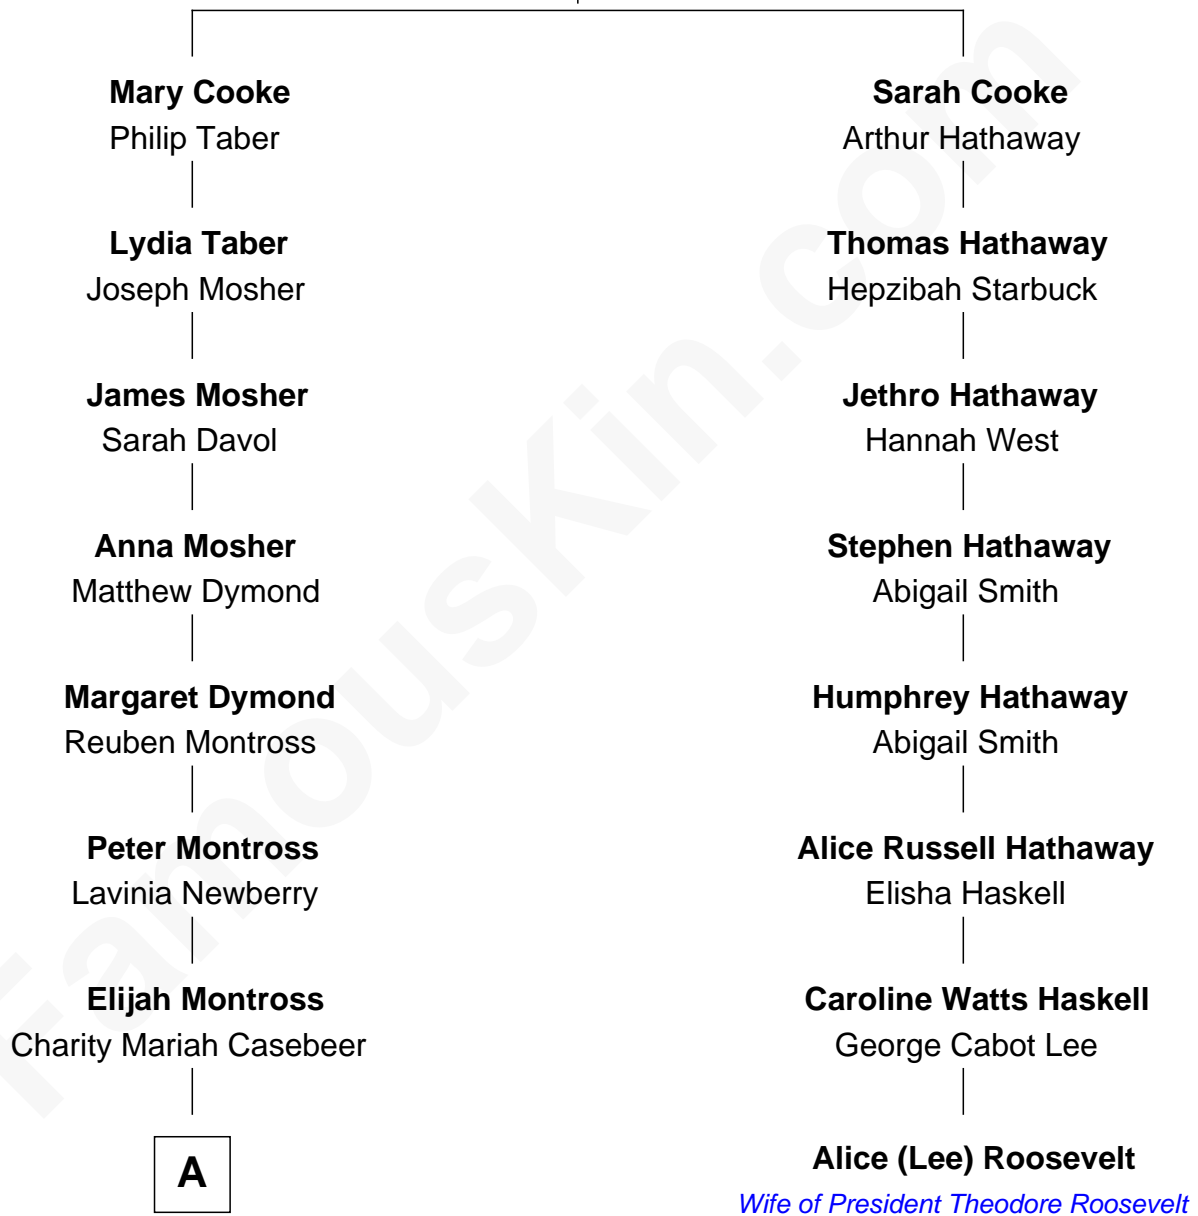 Mary Cooke
Philip Taber
Lydia Taber
Joseph Mosher
James Mosher
Sarah Davol
Anna Mosher
Matthew Dymond
Margaret Dymond
Reuben Montross
Peter Montross
Lavinia Newberry
Elijah Montross
Charity Mariah Casebeer
A
Sarah Cooke
Arthur Hathaway
Thomas Hathaway
Hepzibah Starbuck
Jethro Hathaway
Hannah West
Stephen Hathaway
Abigail Smith
Humphrey Hathaway
Abigail Smith
Alice Russell Hathaway
Elisha Haskell
Caroline Watts Haskell
George Cabot Lee
Alice (Lee) Roosevelt
Wife of President Theodore Roosevelt
FamousKin.com